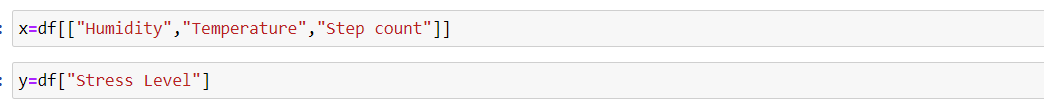 : x=df[["Humidity","Temperature","Step count"]]
: y=df["Stress Level"]